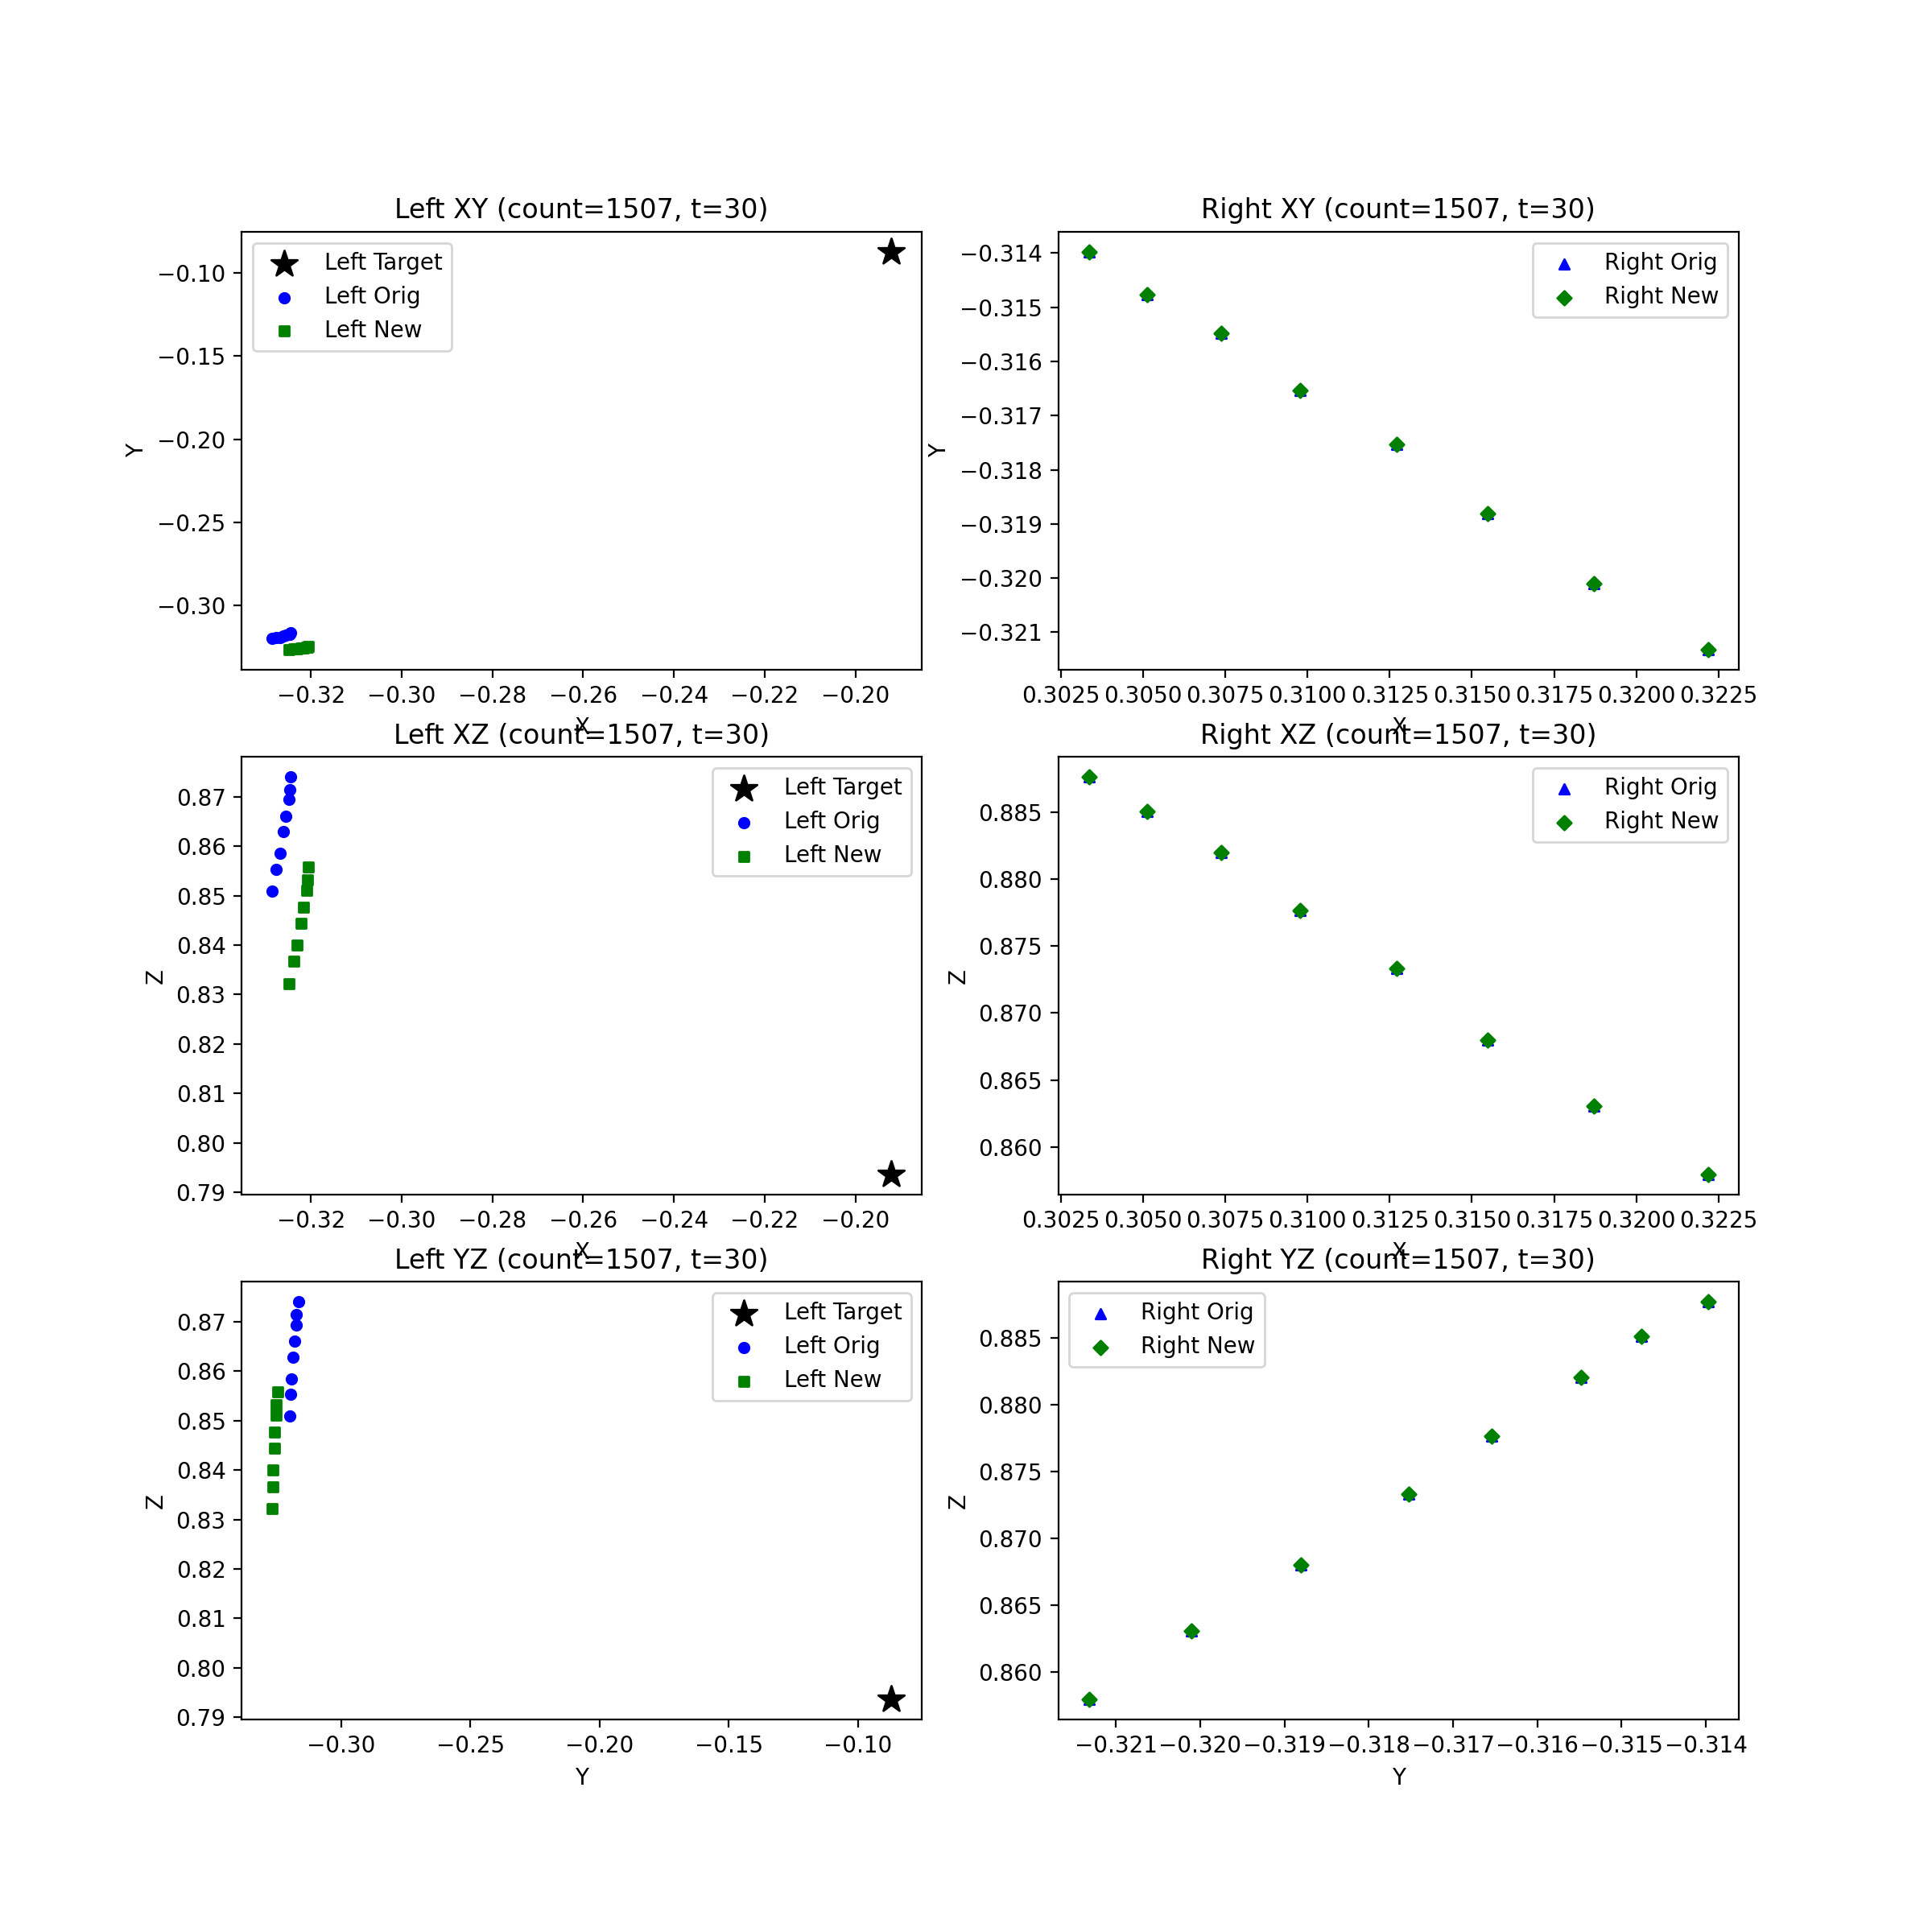 Left XY (count=1507, t=30)
Right XY (count=1507, t=30)
Left Target
Left Orig
Left New
Right Orig
Right New
Y
−0.10
−0.15
−0.20
−0.25
−0.30
−0.32 −0.30 −0.28 −0.26 −0.24 −0.22 −0.20
X
Y
−0.314
−0.315
−0.316
−0.317
−0.318
−0.319
−0.320
−0.321
0.3025 0.3050 0.3075 0.3100 0.3125 0.3150 0.3175 0.3200 0.3225
X
Left XZ (count=1507, t=30)
Right XZ (count=1507, t=30)
Left Target
Left Orig
Left New
Right Orig
Right New
Z
0.87
0.86
0.85
0.84
0.83
0.82
0.81
0.80
0.79
−0.32 −0.30 −0.28 −0.26 −0.24 −0.22 −0.20
X
Z
0.885
0.880
0.875
0.870
0.865
0.860
0.3025 0.3050 0.3075 0.3100 0.3125 0.3150 0.3175 0.3200 0.3225
X
Left YZ (count=1507, t=30)
Right YZ (count=1507, t=30)
Left Target
Left Orig
Left New
Right Orig
Right New
Z
0.87
0.86
0.85
0.84
0.83
0.82
0.81
0.80
0.79
−0.30 −0.25 −0.20 −0.15 −0.10
Y
Z
0.885
0.880
0.875
0.870
0.865
0.860
−0.321 −0.320 −0.319 −0.318 −0.317 −0.316 −0.315 −0.314
Y